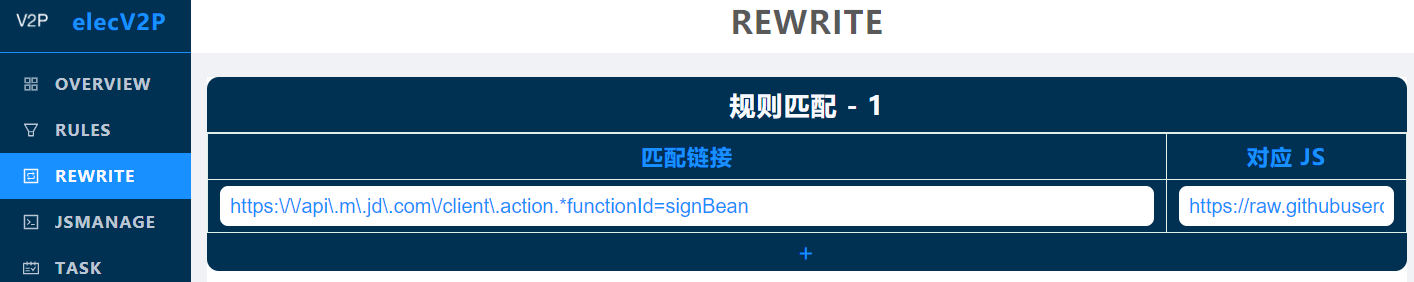 V2P elecV2P
REWRITE
OVERVIEW
RULES
REWRITE
JSMANAGE
TASK
规则匹配 - 1
匹配链接 对应 JS
https:\/\/api\.m\.jd\.com\/client\.action.*functionId=signBean https://raw.githubuserc
+